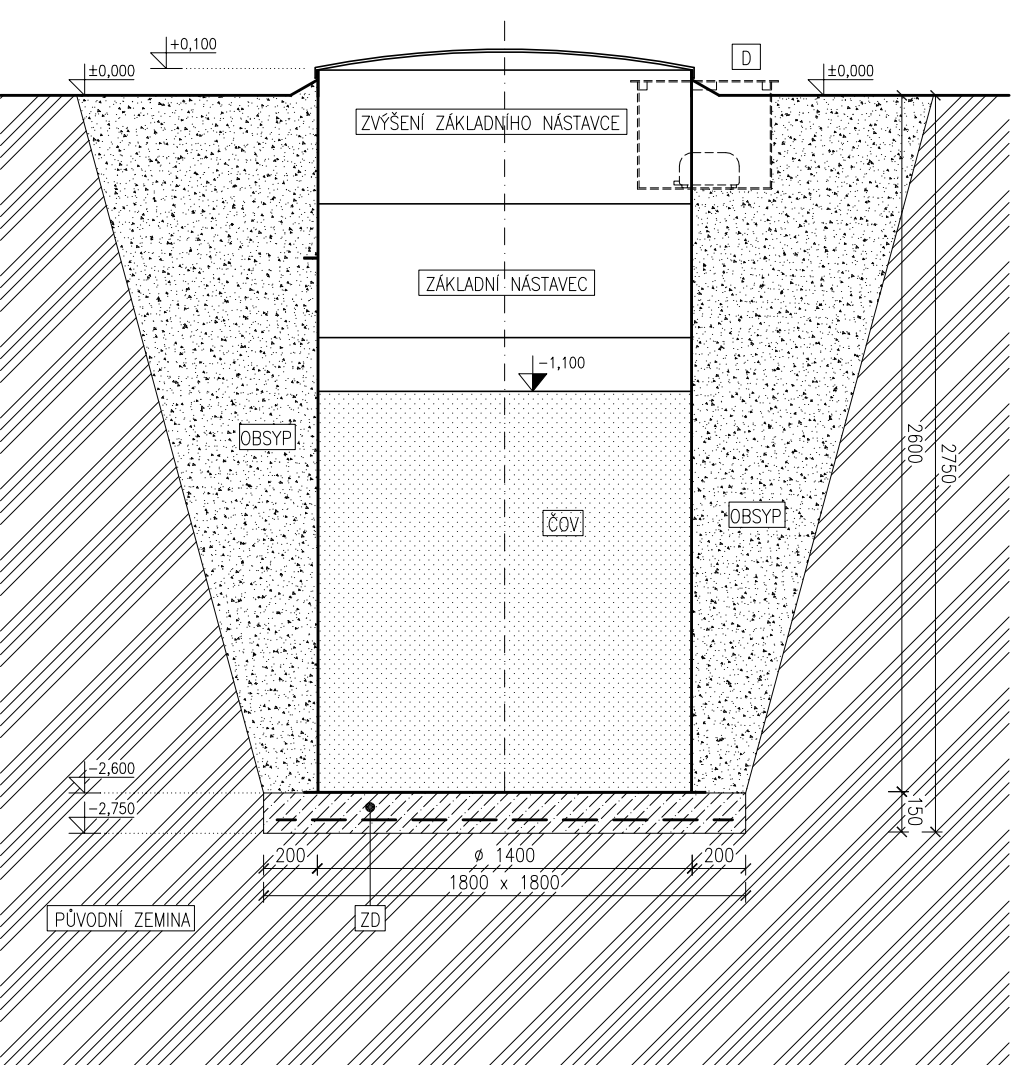 +0,100
D
±0,000
±0,000
ZVÝŠENÍ ZÁKLADNÍHO NÁSTAVCE
ZÁKLADNÍ NÁSTAVEC
-1,100
OBSYP
2600
2750
OBSYP
ČOV
-2,600
-2,750
150
200
ø 1400
200
1800 x 1800
PŮVODNÍ ZEMINA
ZD